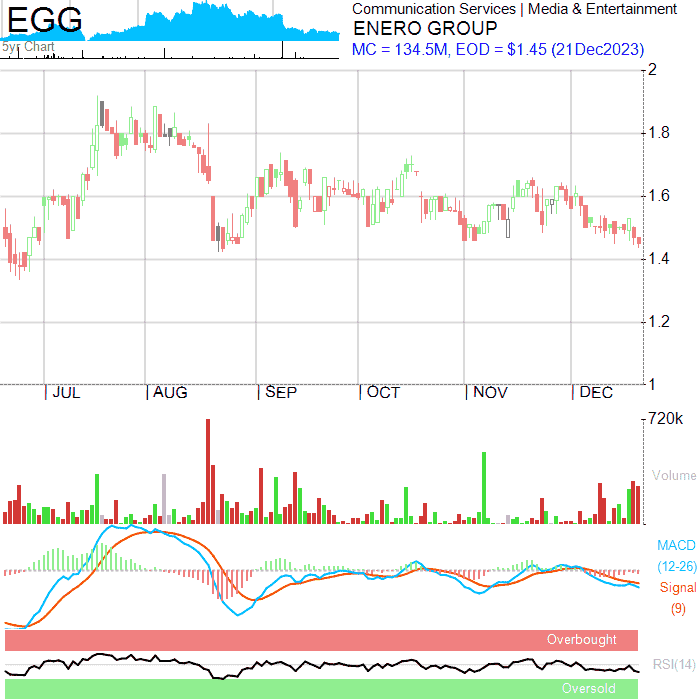 EGG
5yr Chart
Communication Services | Media & Entertainment
ENERO GROUP
MC = 134.5M, EOD = $1.45 (21Dec2023)
2
1.8
1.6
1.4
1.2
1
JUL AUG SEP OCT NOV DEC
720k
Volume
MACD
(12-26)
Signal
(9)
Overbought
RSI(14)
Oversold